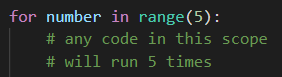 for number in range(5):
    # any code in this scope
    # will run 5 times